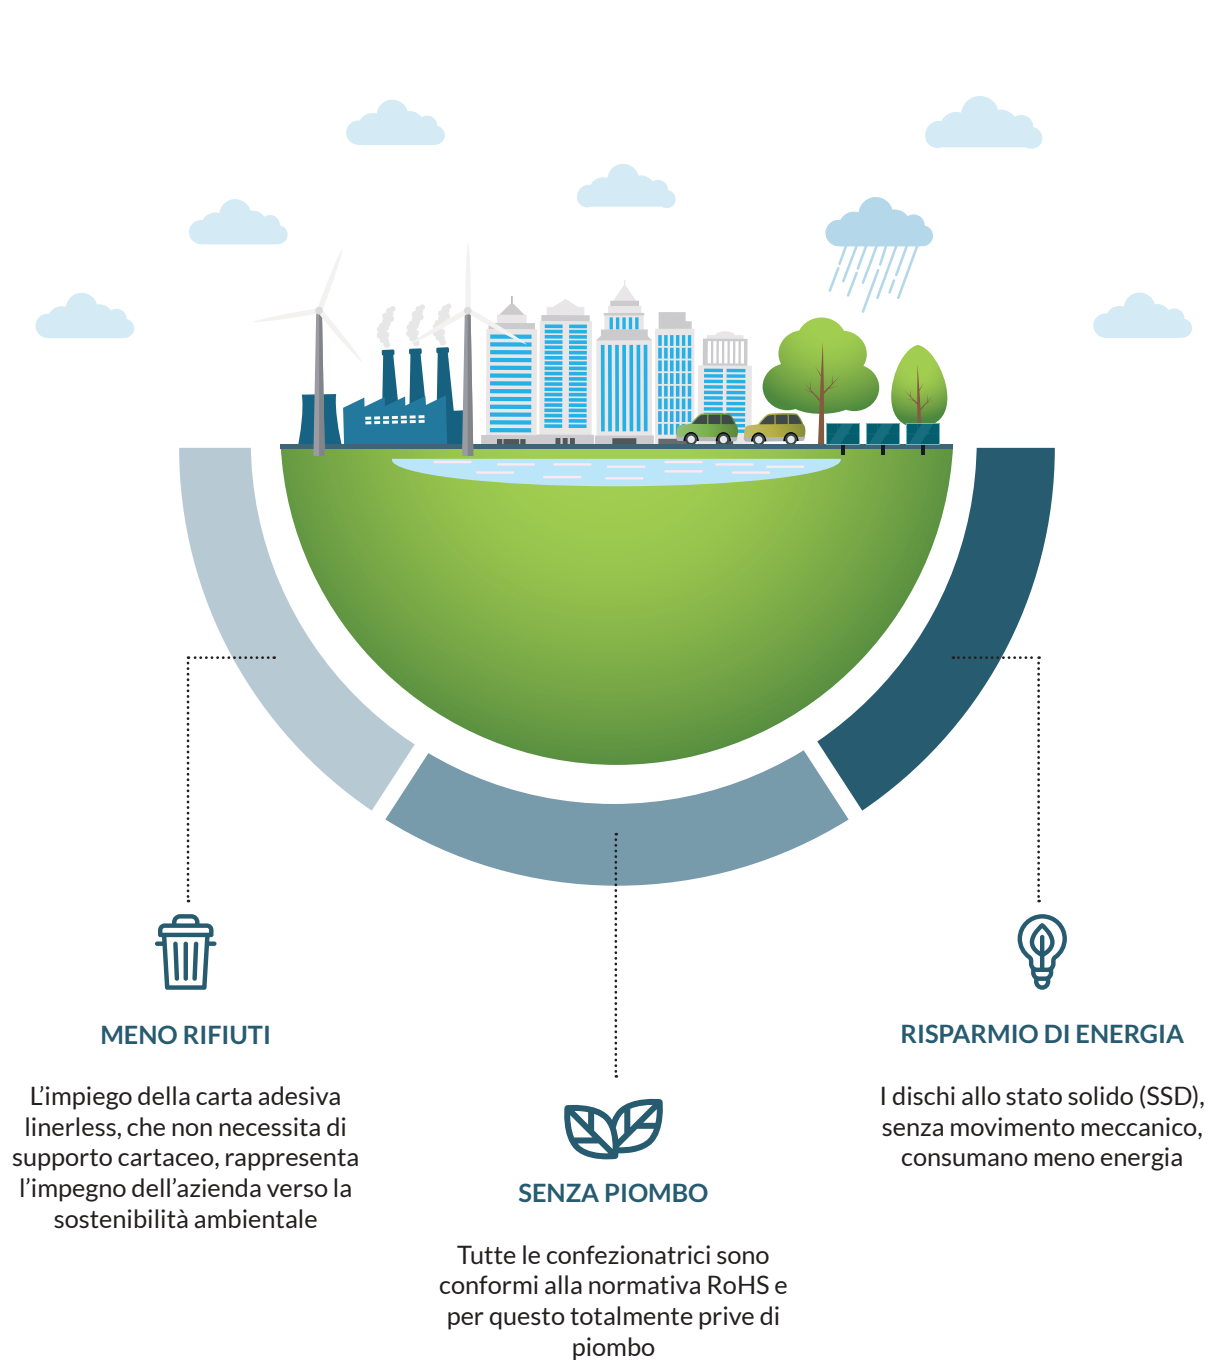 MENO RIFIUTI
L’impiego della carta adesiva
linerless, che non necessita di
supporto cartaceo, rappresenta
l’impegno dell’azienda verso la
sostenibilità ambientale
SENZA PIOMBO
Tutte le confezionatrici sono
conformi alla normativa RoHS e
per questo totalmente prive di
piombo
RISPARMIO DI ENERGIA
I dischi allo stato solido (SSD),
senza movimento meccanico,
consumano meno energia